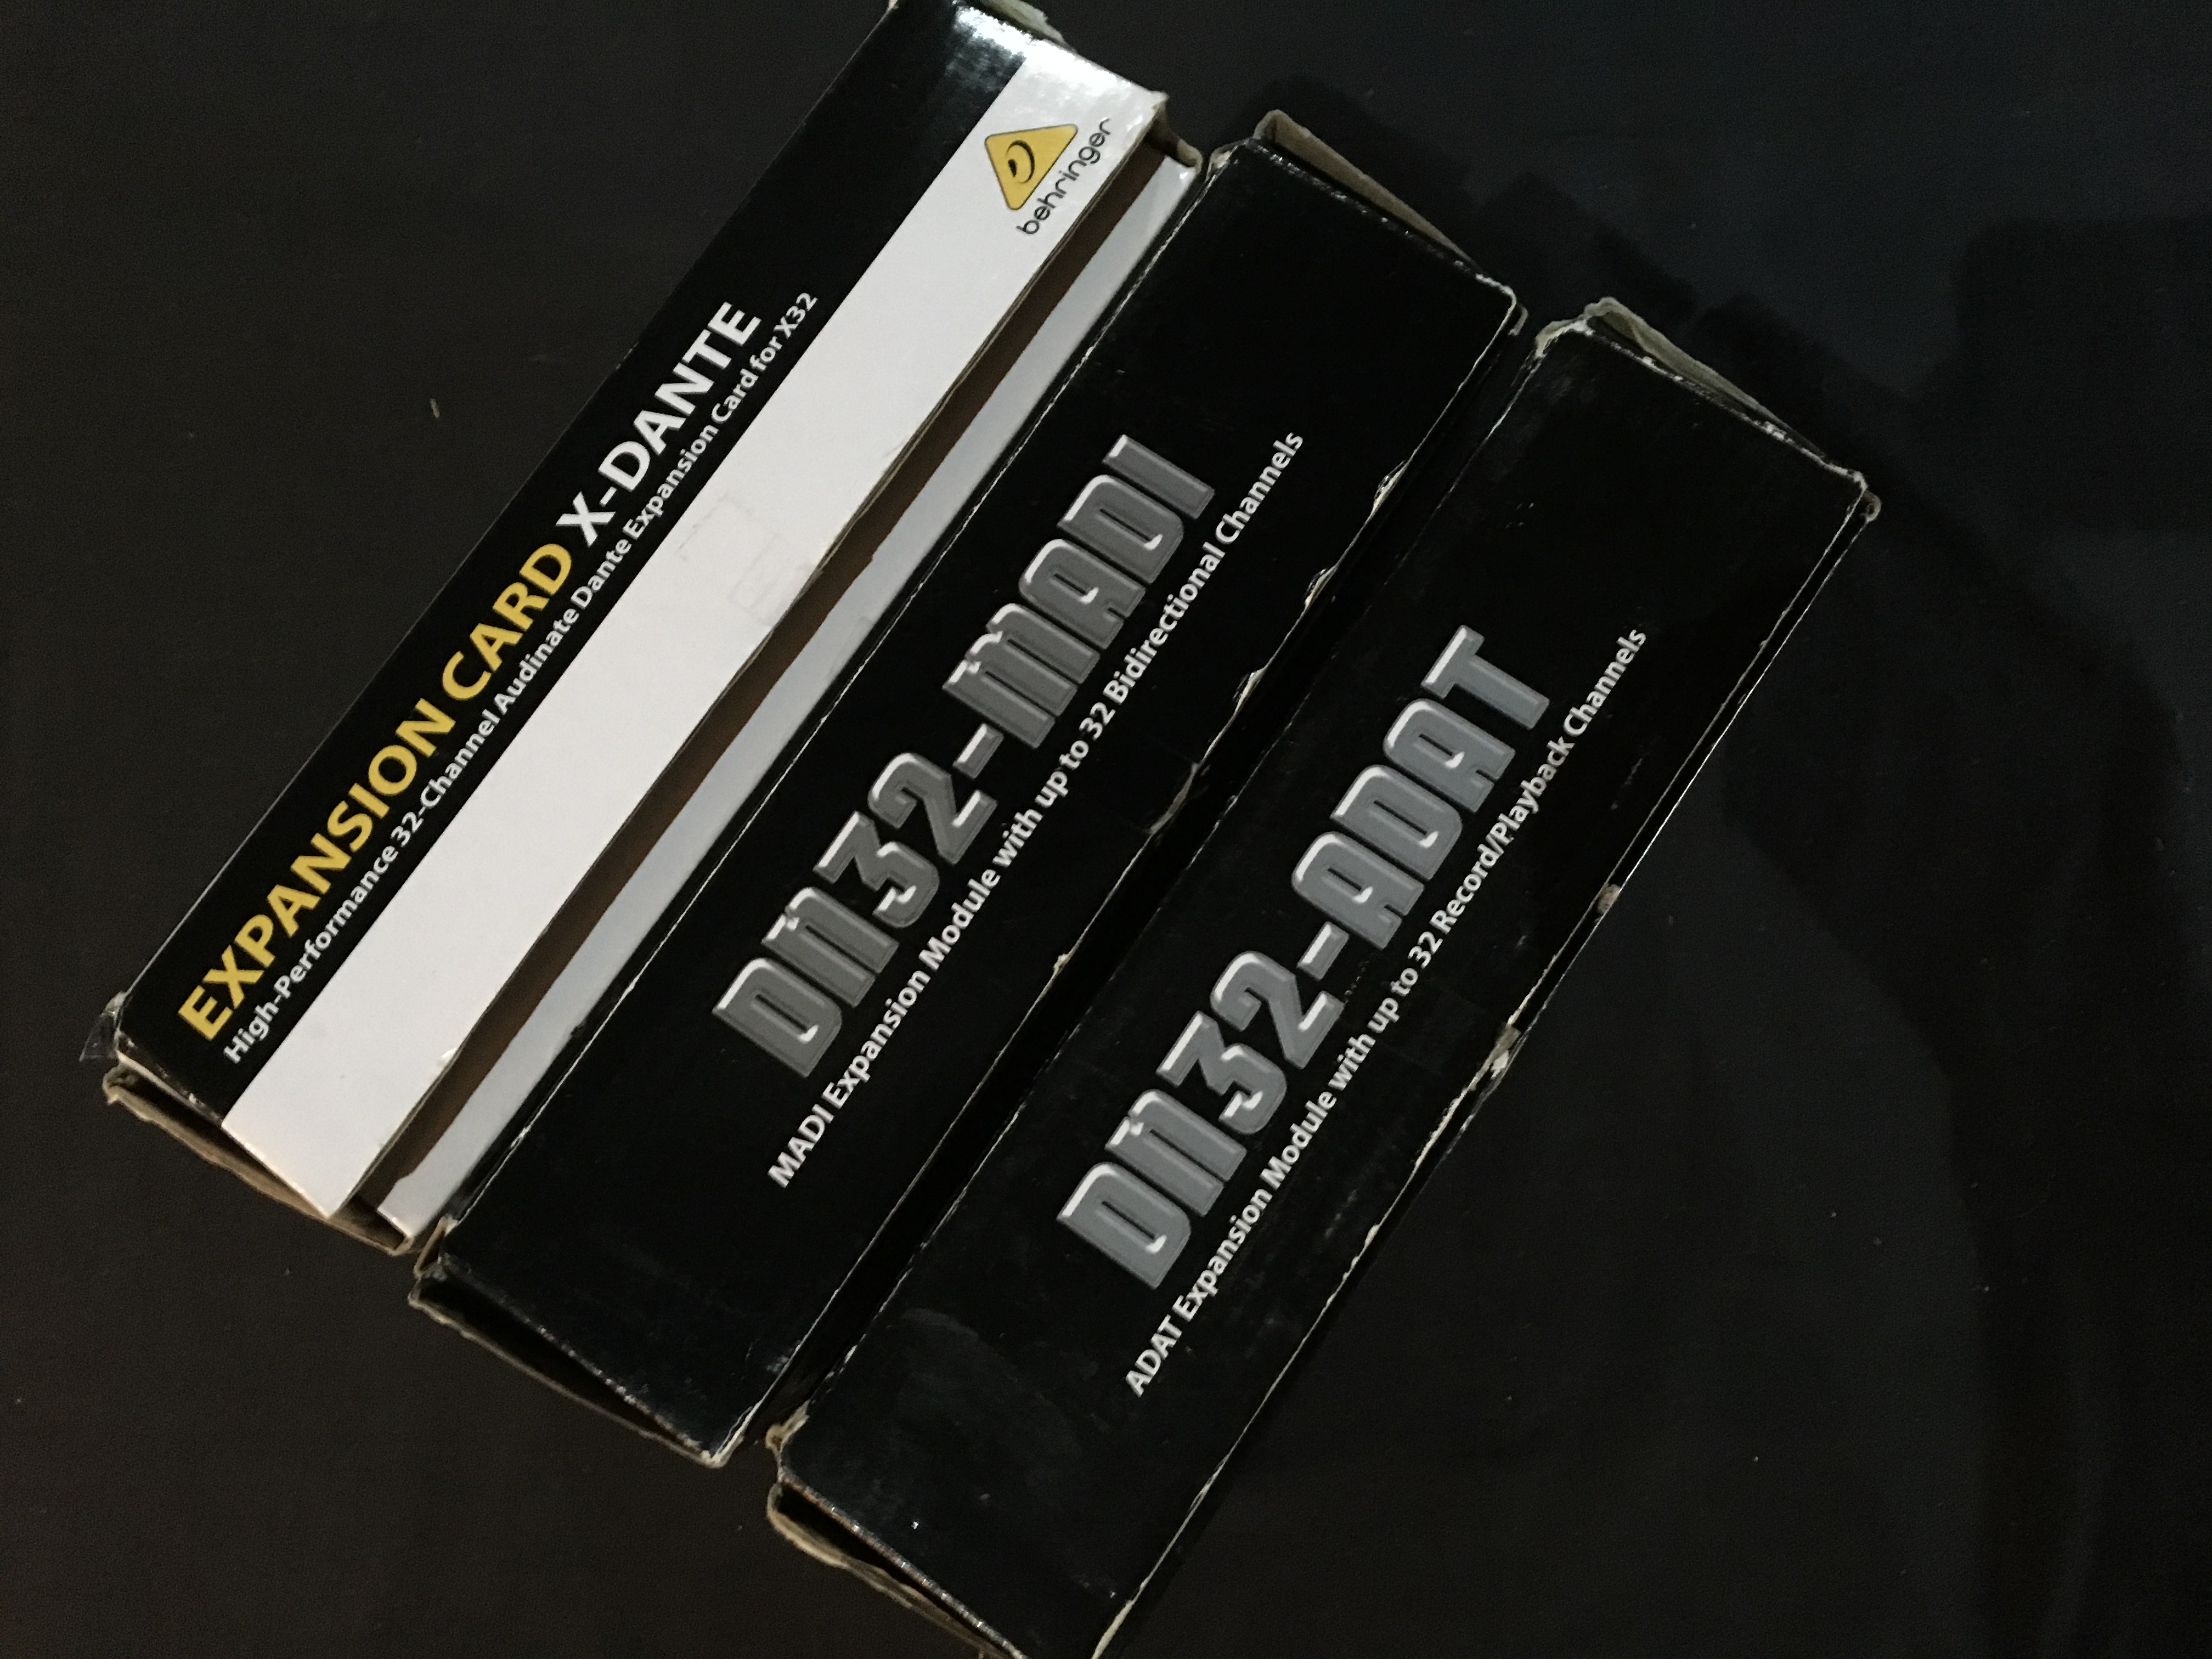 EXPANSION CARD X-DANTE
High-Performance 32-Channel Audinate Dante Expansion Card for X32
behringer
DN32-MADI
MADI Expansion Module with up to 32 Bidirectional Channels
DN32-ADAT
ADAT Expansion Module with up to 32 Record/Playback Channels